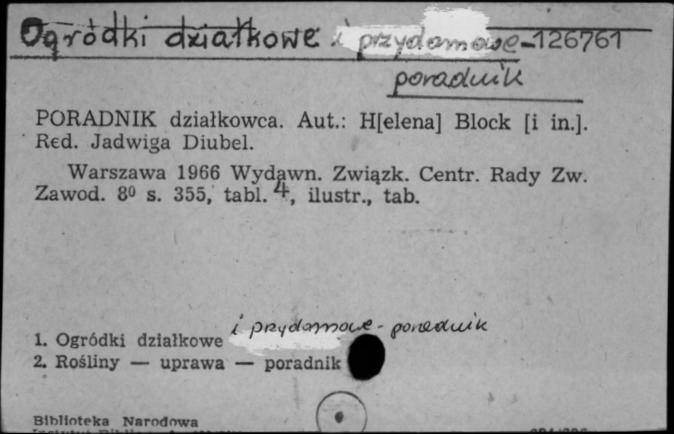 Ogródki działkowe i przydomowe - 126761
poradnik
PORADNIK działkowca. Aut.: H[elena] Block [i in.].
Red. Jadwiga Diubel.
Warszawa 1966 Wydawn. Związk. Centr. Rady Zw.
Zawod. 8⁰ s. 355, tabl. 4, ilustr., tab.
i przydomowe - poradnik
1. Ogródki działkowe
2. Rośliny — uprawa — poradnik
Biblioteka Narodowa